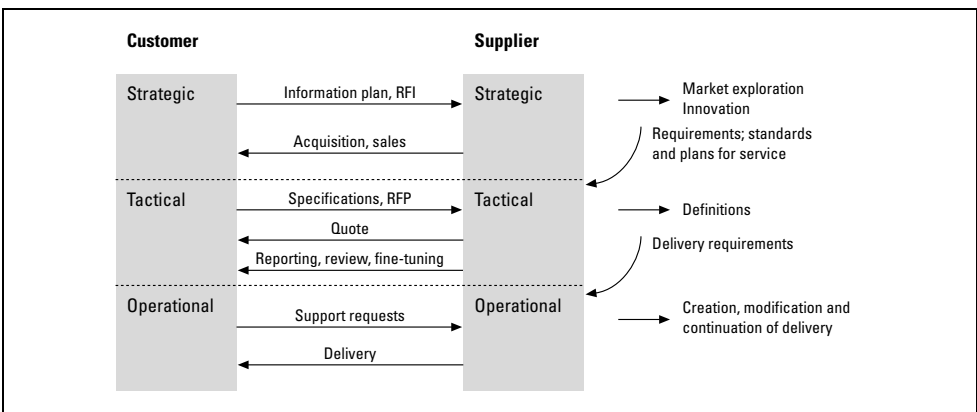 Customer
Supplier
Strategic
Information plan, RFI
Strategic
Market exploration
Innovation
Acquisition, sales
Requirements; standards
and plans for service
Tactical
Specifications, RFP
Tactical
Definitions
Quote
Reporting, review, fine-tuning
Delivery requirements
Operational
Support requests
Operational
Creation, modification and
continuation of delivery
Delivery